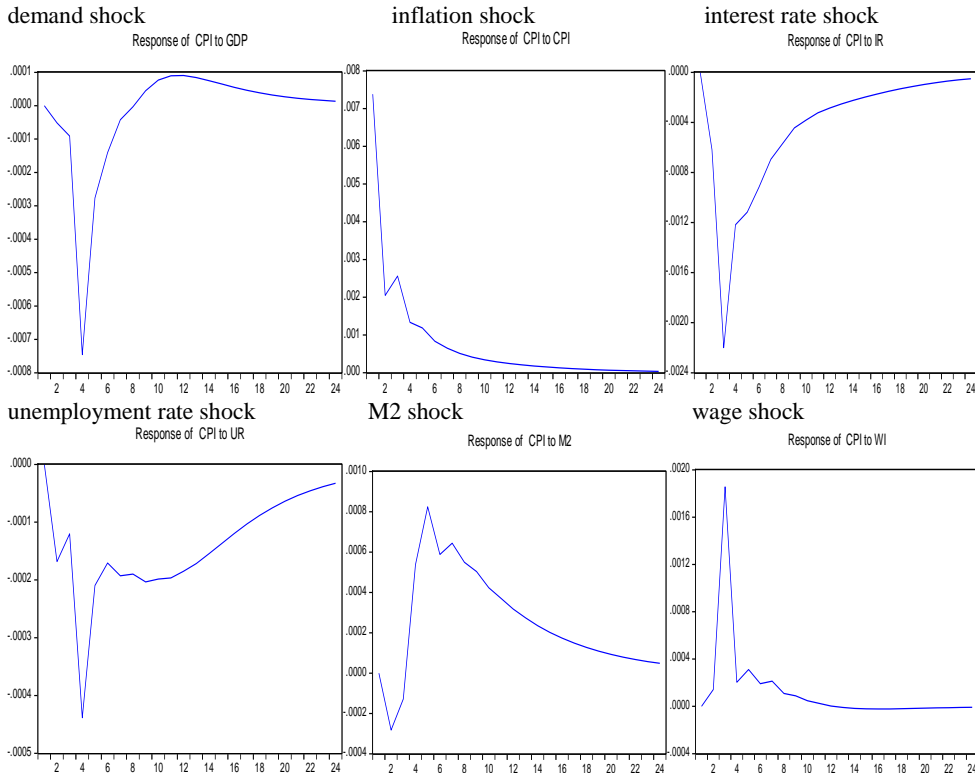 demand shock
Response of CPI to GDP
.0001
.0000
-.0001
-.0002
-.0003
-.0004
-.0005
-.0006
-.0007
-.0008
2 4 6 8 10 12 14 16 18 20 22 24
inflation shock
Response of CPI to CPI
.008
.007
.006
.005
.004
.003
.002
.001
.000
2 4 6 8 10 12 14 16 18 20 22 24
interest rate shock
Response of CPI to IR
.0000
-.0004
-.0008
-.0012
-.0016
-.0020
-.0024
2 4 6 8 10 12 14 16 18 20 22 24
unemployment rate shock
Response of CPI to UR
.0000
-.0001
-.0002
-.0003
-.0004
-.0005
2 4 6 8 10 12 14 16 18 20 22 24
M2 shock
Response of CPI to M2
.0010
.0008
.0006
.0004
.0002
.0000
-.0002
-.0004
2 4 6 8 10 12 14 16 18 20 22 24
wage shock
Response of CPI to WI
.0020
.0016
.0012
.0008
.0004
.0000
-.0004
2 4 6 8 10 12 14 16 18 20 22 24